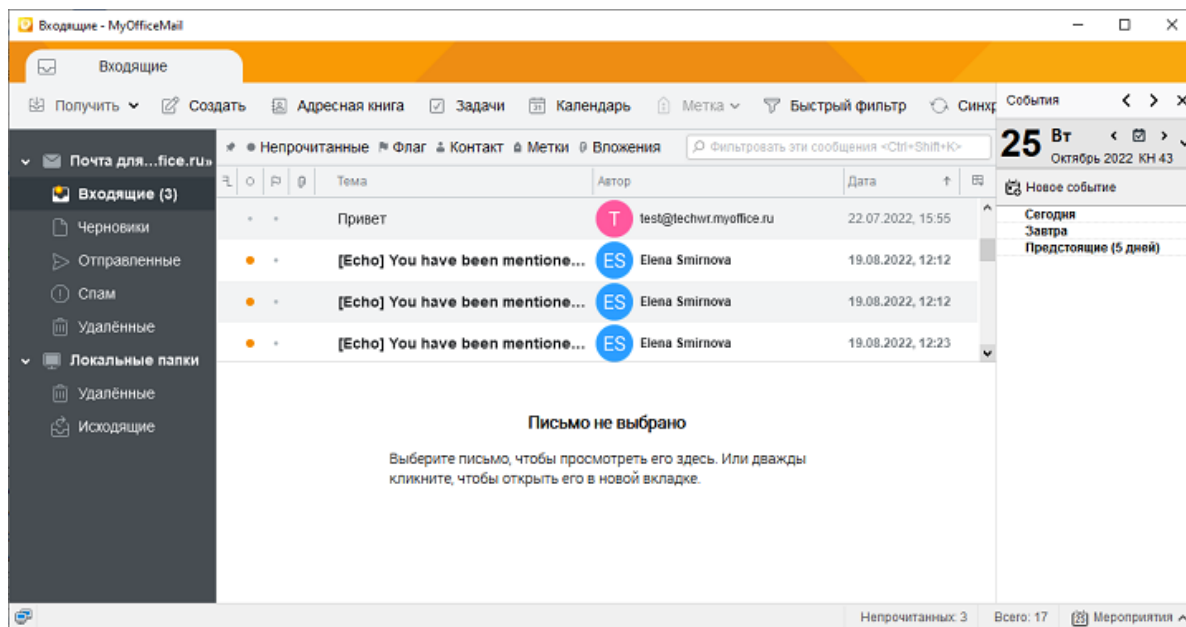 Входящие - MyOfficeMail
Входящие
Получить Создать Адресная книга Задачи Календарь Метка Быстрый фильтр Синхр
События
25 Вт
Октябрь 2022 КН 43
Новое событие
Сегодня
Завтра
Предстоящие (5 дней)
Почта для...fice.ru»
Входящие (3)
Черновики
Отправленные
Спам
Удалённые
Локальные папки
Удалённые
Исходящие
Непрочитанные Флаг Контакт Метки Вложения Фильтровать эти сообщения <Ctrl+Shift+K>
Тема Автор Дата
Привет T test@techwr.myoffice.ru 22.07.2022, 15:55
[Echo] You have been mentione... ES Elena Smirnova 19.08.2022, 12:12
[Echo] You have been mentione... ES Elena Smirnova 19.08.2022, 12:12
[Echo] You have been mentione... ES Elena Smirnova 19.08.2022, 12:23
Письмо не выбрано
Выберите письмо, чтобы просмотреть его здесь. Или дважды
кликните, чтобы открыть его в новой вкладке.
Непрочитанных: 3 Всего: 17 Мероприятия